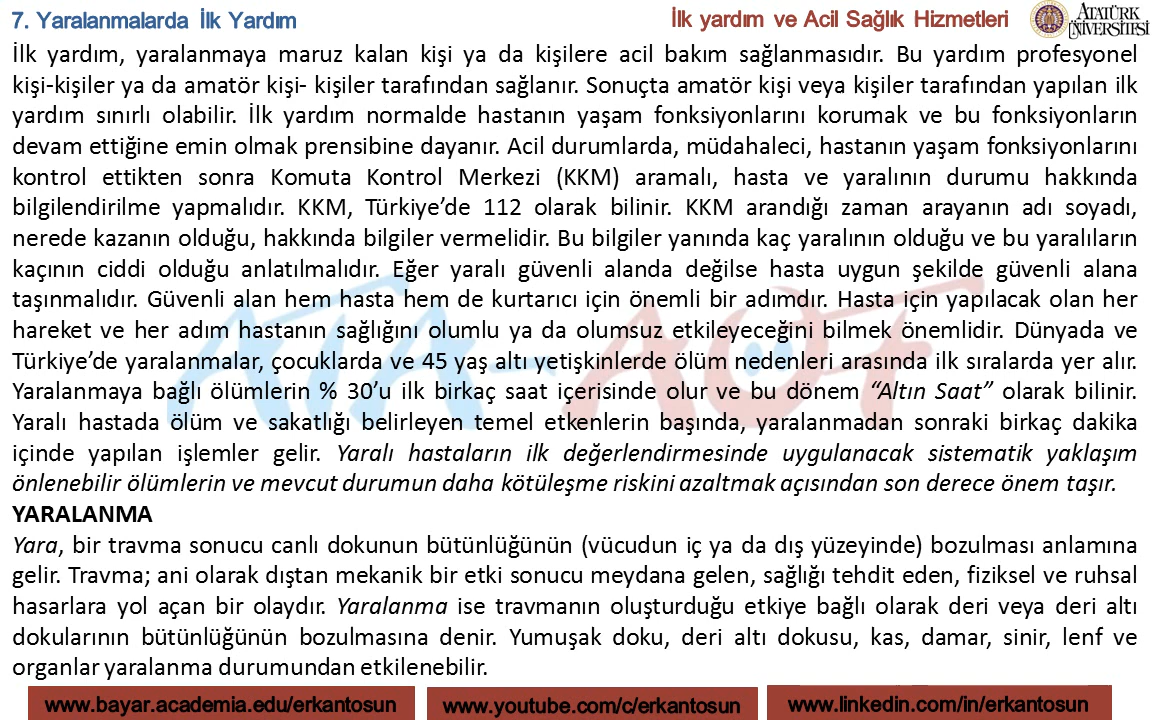 7. Yaralanmalarda İlk Yardım
İlk yardım ve Acil Sağlık Hizmetleri
ATATÜRK
ÜNİVERSİTESİ
İlk yardım, yaralanmaya maruz kalan kişi ya da kişilere acil bakım sağlanmasıdır. Bu yardım profesyonel
kişi-kişiler ya da amatör kişi- kişiler tarafından sağlanır. Sonuçta amatör kişi veya kişiler tarafından yapılan ilk
yardım sınırlı olabilir. İlk yardım normalde hastanın yaşam fonksiyonlarını korumak ve bu fonksiyonların
devam ettiğine emin olmak prensibine dayanır. Acil durumlarda, müdahaleci, hastanın yaşam fonksiyonlarını
kontrol ettikten sonra Komuta Kontrol Merkezi (KKM) aramalı, hasta ve yaralının durumu hakkında
bilgilendirilme yapmalıdır. KKM, Türkiye’de 112 olarak bilinir. KKM arandığı zaman arayanın adı soyadı,
nerede kazanın olduğu, hakkında bilgiler vermelidir. Bu bilgiler yanında kaç yaralının olduğu ve bu yaralıların
kaçının ciddi olduğu anlatılmalıdır. Eğer yaralı güvenli alanda değilse hasta uygun şekilde güvenli alana
taşınmalıdır. Güvenli alan hem hasta hem de kurtarıcı için önemli bir adımdır. Hasta için yapılacak olan her
hareket ve her adım hastanın sağlığını olumlu ya da olumsuz etkileyeceğini bilmek önemlidir. Dünyada ve
Türkiye’de yaralanmalar, çocuklarda ve 45 yaş altı yetişkinlerde ölüm nedenleri arasında ilk sıralarda yer alır.
Yaralanmaya bağlı ölümlerin % 30’u ilk birkaç saat içerisinde olur ve bu dönem “Altın Saat” olarak bilinir.
Yaralı hastada ölüm ve sakatlığı belirleyen temel etkenlerin başında, yaralanmadan sonraki birkaç dakika
içinde yapılan işlemler gelir. Yaralı hastaların ilk değerlendirmesinde uygulanacak sistematik yaklaşım
önlenebilir ölümlerin ve mevcut durumun daha kötüleşme riskini azaltmak açısından son derece önem taşır.
YARALANMA
Yara, bir travma sonucu canlı dokunun bütünlüğünün (vücudun iç ya da dış yüzeyinde) bozulması anlamına
gelir. Travma; ani olarak dıştan mekanik bir etki sonucu meydana gelen, sağlığı tehdit eden, fiziksel ve ruhsal
hasarlara yol açan bir olaydır. Yaralanma ise travmanın oluşturduğu etkiye bağlı olarak deri veya deri altı
dokularının bütünlüğünün bozulmasına denir. Yumuşak doku, deri altı dokusu, kas, damar, sinir, lenf ve
organlar yaralanma durumundan etkilenebilir.
ATA-AÖF
www.bayar.academia.edu/erkantosun
www.youtube.com/c/erkantosun
www.linkedin.com/in/erkantosun